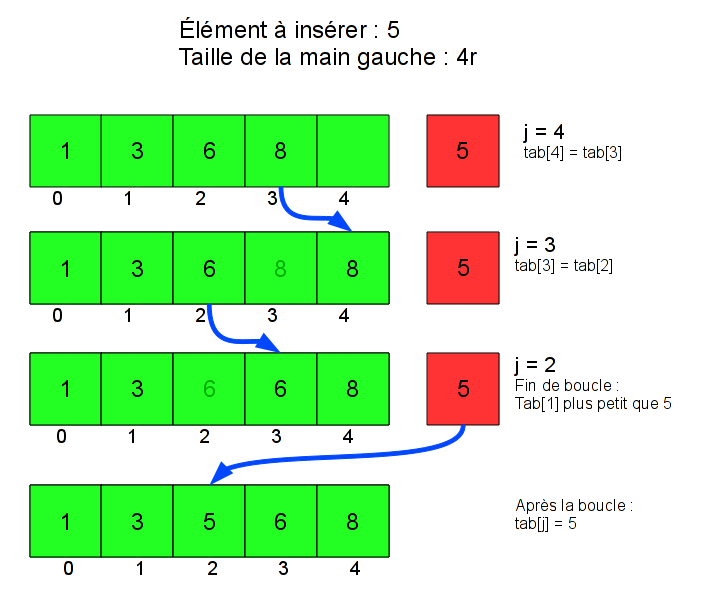 Élément à insérer : 5
Taille de la main gauche : 4r
1 3 6 8 5
j = 4
tab[4] = tab[3]
0 1 2 3 4
1 3 6 8 8 5
j = 3
tab[3] = tab[2]
0 1 2 3 4
1 3 6 6 8 5
j = 2
Fin de boucle :
Tab[1] plus petit que 5
0 1 2 3 4
1 3 5 6 8
Après la boucle :
tab[j] = 5
0 1 2 3 4